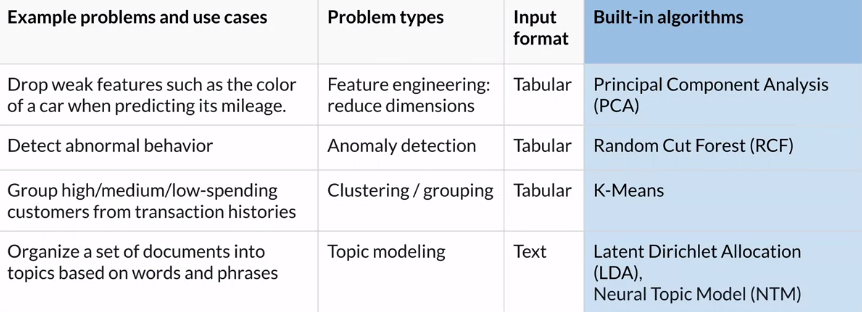 Example problems and use cases
Problem types
Input
format
Built-in algorithms
Drop weak features such as the color
of a car when predicting its mileage.
Feature engineering:
reduce dimensions
Tabular
Principal Component Analysis
(PCA)
Detect abnormal behavior
Anomaly detection
Tabular
Random Cut Forest (RCF)
Group high/medium/low-spending
customers from transaction histories
Clustering / grouping
Tabular
K-Means
Organize a set of documents into
topics based on words and phrases
Topic modeling
Text
Latent Dirichlet Allocation
(LDA),
Neural Topic Model (NTM)